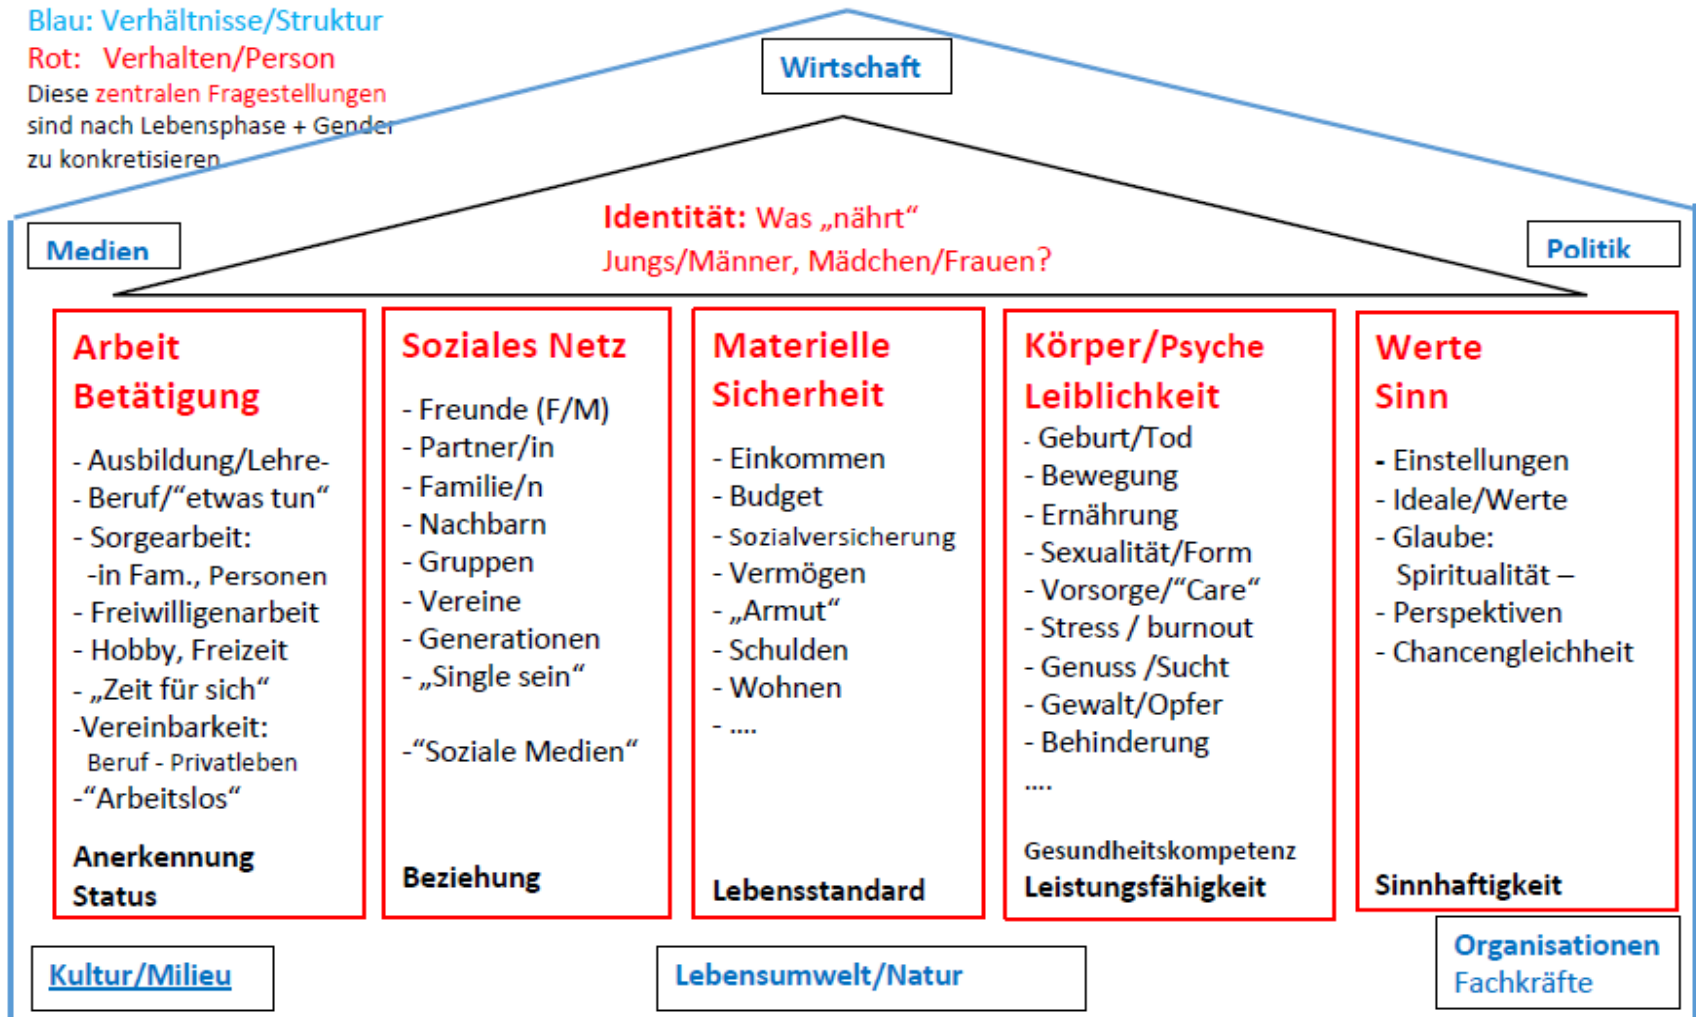 Blau: Verhältnisse/Struktur
Rot: Verhalten/Person
Diese zentralen Fragestellungen
sind nach Lebensphase + Gender
zu konkretisieren
Wirtschaft
Medien
Politik
Identität: Was „nährt“
Jungs/Männer, Mädchen/Frauen?
Arbeit
Betätigung
- Ausbildung/Lehre-
- Beruf/“etwas tun“
- Sorgearbeit:
-in Fam., Personen
- Freiwilligenarbeit
- Hobby, Freizeit
- „Zeit für sich“
-Vereinbarkeit:
Beruf - Privatleben
-“Arbeitslos“
Anerkennung
Status
Soziales Netz
- Freunde (F/M)
- Partner/in
- Familie/n
- Nachbarn
- Gruppen
- Vereine
- Generationen
- „Single sein“
-“Soziale Medien“
Beziehung
Materielle
Sicherheit
- Einkommen
- Budget
- Sozialversicherung
- Vermögen
- „Armut“
- Schulden
- Wohnen
- ....
Lebensstandard
Körper/Psyche
Leiblichkeit
- Geburt/Tod
- Bewegung
- Ernährung
- Sexualität/Form
- Vorsorge/“Care“
- Stress / burnout
- Genuss /Sucht
- Gewalt/Opfer
- Behinderung
....
Gesundheitskompetenz
Leistungsfähigkeit
Werte
Sinn
- Einstellungen
- Ideale/Werte
- Glaube:
Spiritualität –
- Perspektiven
- Chancengleichheit
Sinnhaftigkeit
Kultur/Milieu
Lebensumwelt/Natur
Organisationen
Fachkräfte